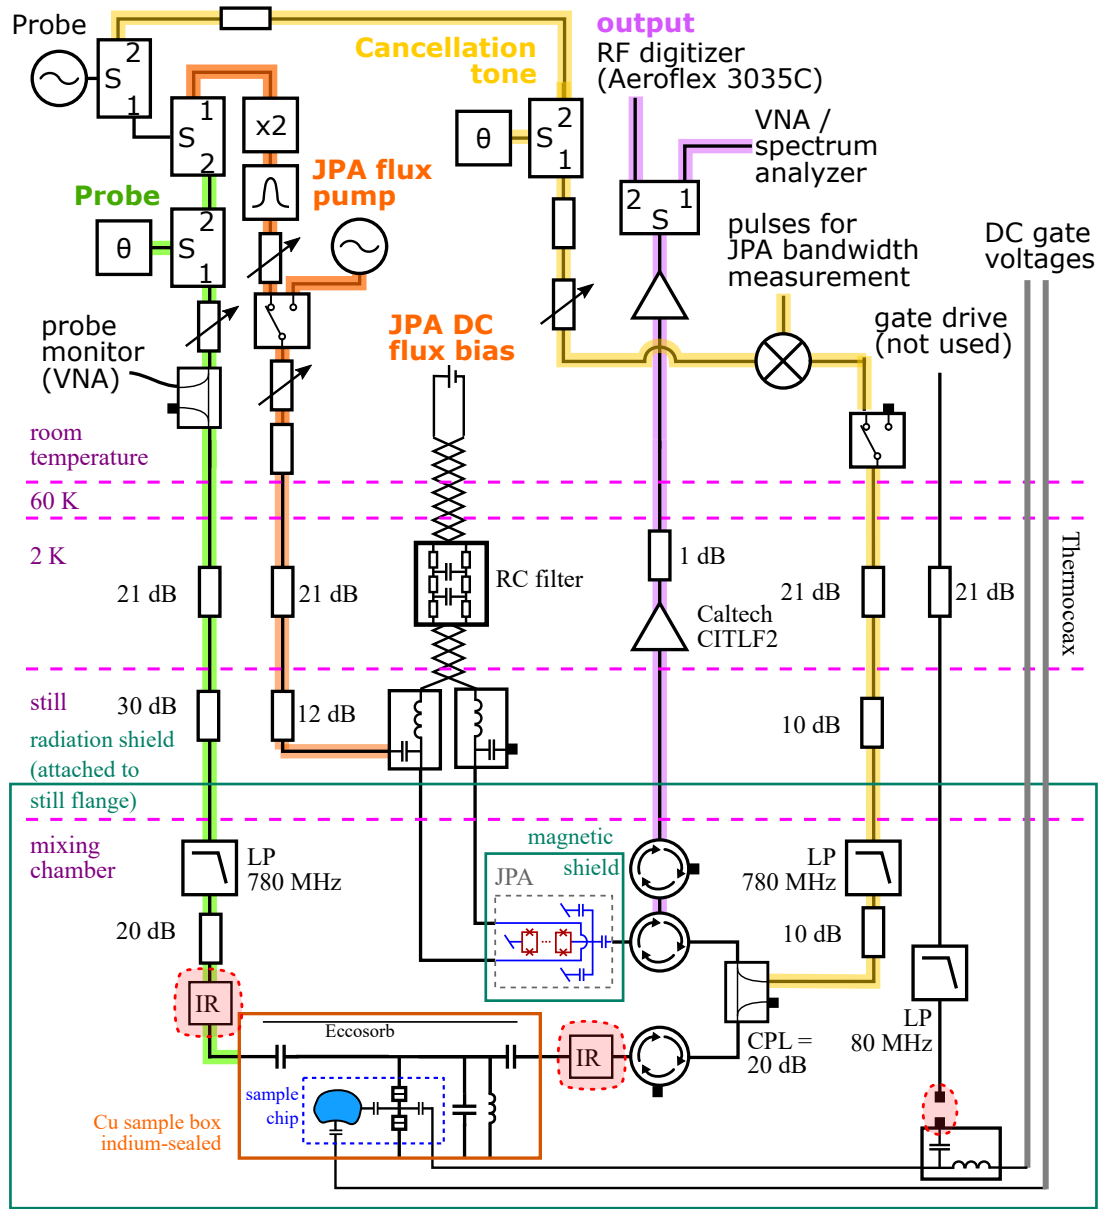 Probe
2
S
1
1
S
2
x2
Probe
θ
2
S
1
JPA flux
pump
probe
monitor
(VNA)
Cancellation
tone
θ
2
S
1
output
RF digitizer
(Aeroflex 3035C)
VNA /
spectrum
analyzer
2 1
S
pulses for
JPA bandwidth
measurement
DC gate
voltages
gate drive
(not used)
JPA DC
flux bias
room
temperature
60 K
2 K
21 dB
21 dB
RC filter
1 dB
Caltech
CITLF2
21 dB
21 dB
Thermocoax
still
30 dB
12 dB
10 dB
radiation shield
(attached to
still flange)
mixing
chamber
LP
780 MHz
20 dB
IR
magnetic
shield
JPA
...
LP
780 MHz
10 dB
CPL =
20 dB
LP
80 MHz
Eccosorb
IR
sample
chip
Cu sample box
indium-sealed